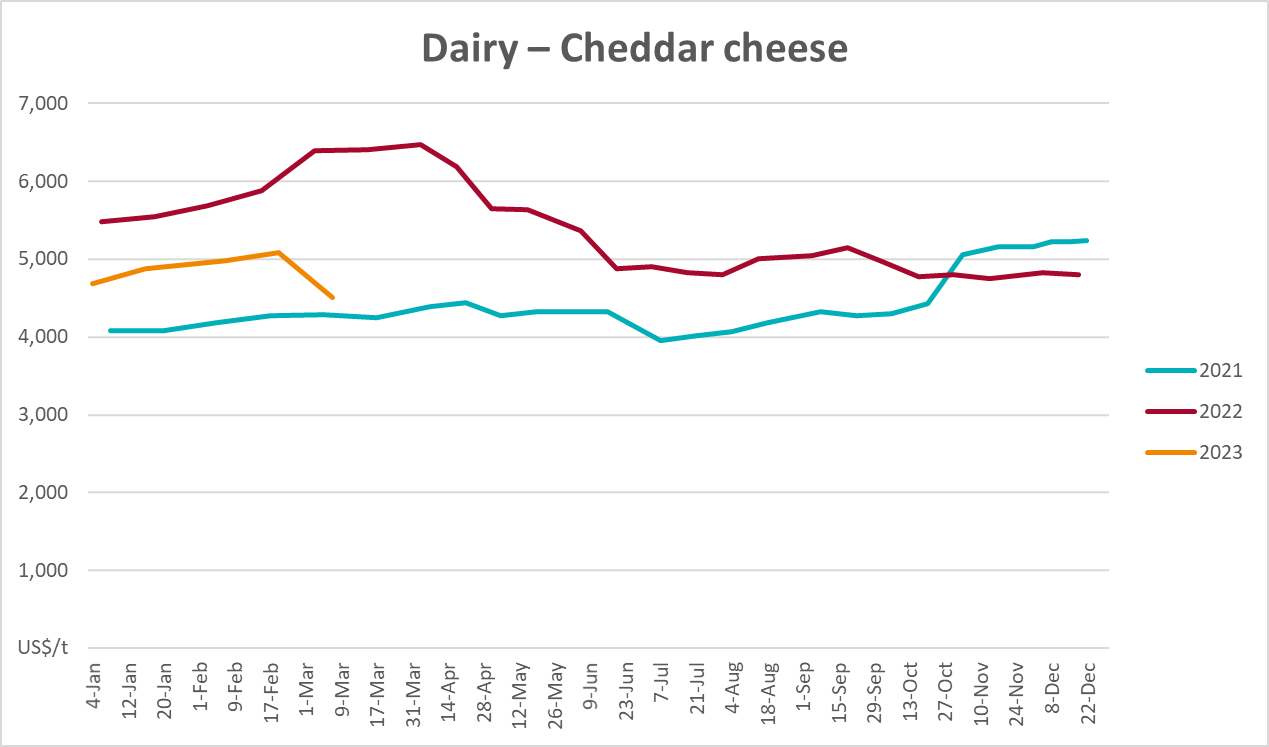 Dairy – Cheddar cheese
7,000
6,000
5,000
4,000
3,000
2,000
1,000
US$/t
4-Jan
12-Jan
20-Jan
1-Feb
9-Feb
17-Feb
1-Mar
9-Mar
17-Mar
31-Mar
14-Apr
28-Apr
12-May
26-May
9-Jun
23-Jun
7-Jul
21-Jul
4-Aug
18-Aug
1-Sep
15-Sep
29-Sep
13-Oct
27-Oct
10-Nov
24-Nov
8-Dec
22-Dec
2021
2022
2023